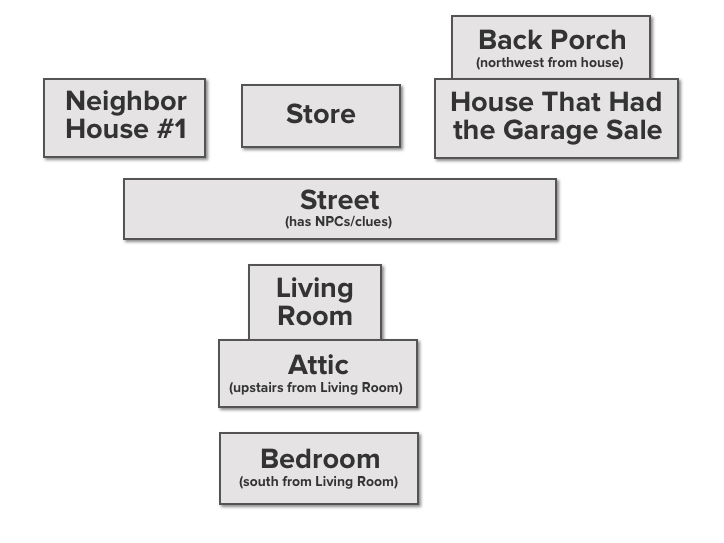 Back Porch
(northwest from house)
Neighbor
House #1
Store
House That Had
the Garage Sale
Street
(has NPCs/clues)
Living
Room
Attic
(upstairs from Living Room)
Bedroom
(south from Living Room)